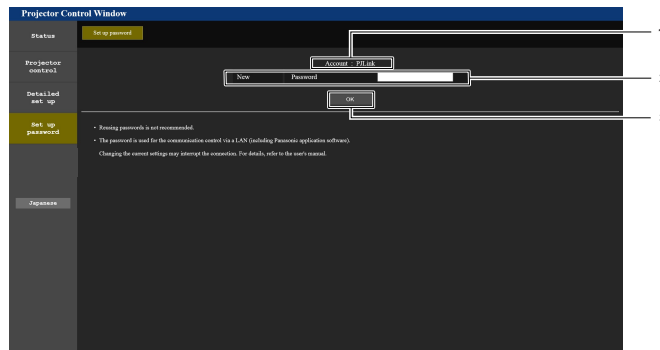 Projector Control Window
Status
Set up password
Projector
control
Account : PJLink
New Password
Detailed
set up
OK
Set up
password
• Reusing passwords is not recommended.
• The password is used for the communication control via a LAN (including Panasonic application software).
Changing the current settings may interrupt the connection. For details, refer to the user's manual.
Japanese